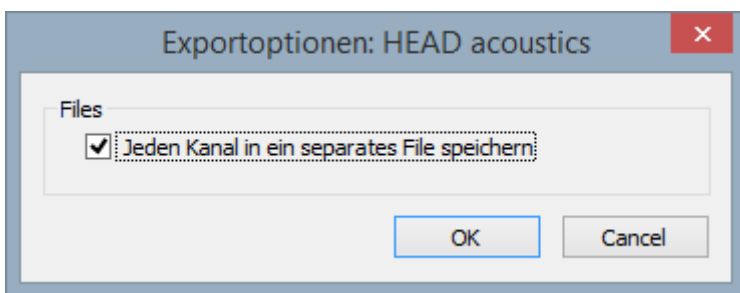 Exportoptionen: HEAD acoustics
Files
Jeden Kanal in ein separates File speichern
OK Cancel